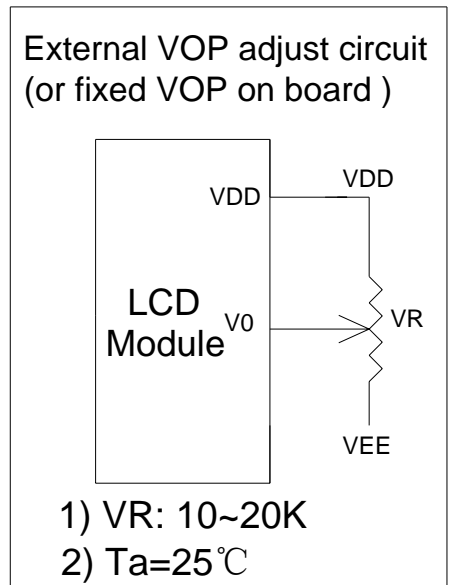 External VOP adjust circuit
(or fixed VOP on board )
VDD
VDD
LCD
Module
V0
VR
VEE
1) VR: 10~20K
2) Ta=25℃